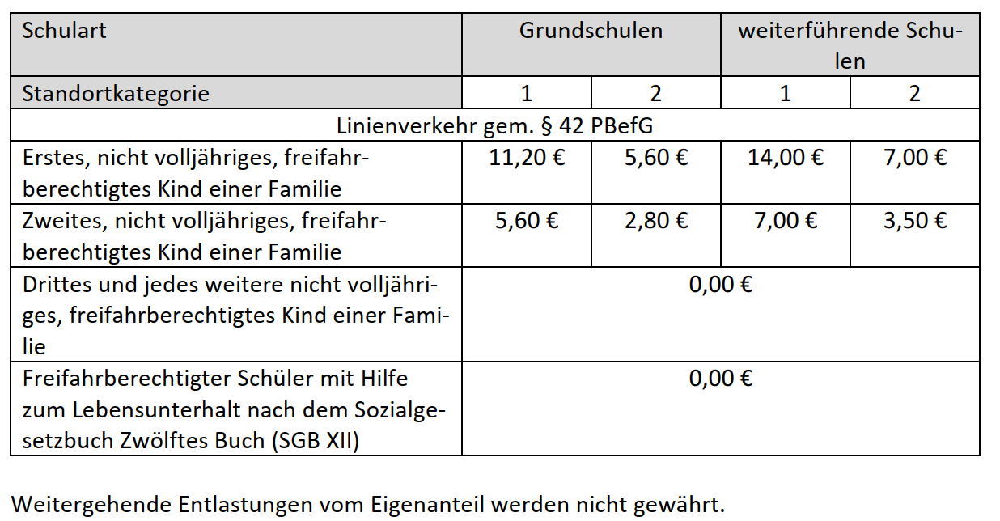 Schulart Grundschulen weiterführende Schu-
len
Standortkategorie 1 2 1 2
Linienverkehr gem. § 42 PBefG
Erstes, nicht volljähriges, freifahr- 11,20 € 5,60 € 14,00 € 7,00 €
berechtigtes Kind einer Familie
Zweites, nicht volljähriges, freifahr- 5,60 € 2,80 € 7,00 € 3,50 €
berechtigtes Kind einer Familie
Drittes und jedes weitere nicht volljähri- 0,00 €
ges, freifahrberechtigtes Kind einer Fami-
lie
Freifahrberechtigter Schüler mit Hilfe 0,00 €
zum Lebensunterhalt nach dem Sozialge-
setzbuch Zwölftes Buch (SGB XII)
Weitergehende Entlastungen vom Eigenanteil werden nicht gewährt.